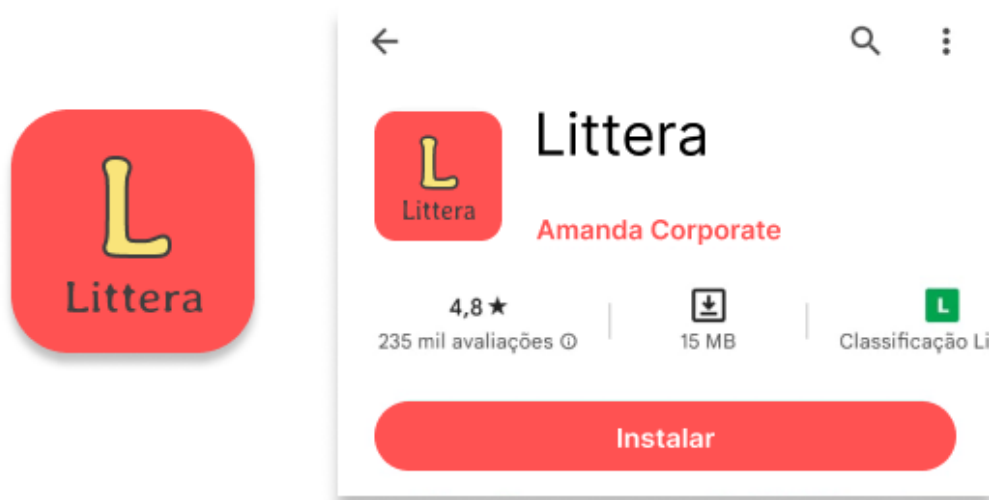 L
Littera
L
Littera
Littera
Amanda Corporate
4,8 ★
235 mil avaliações
15 MB
L
Classificação Li
Instalar